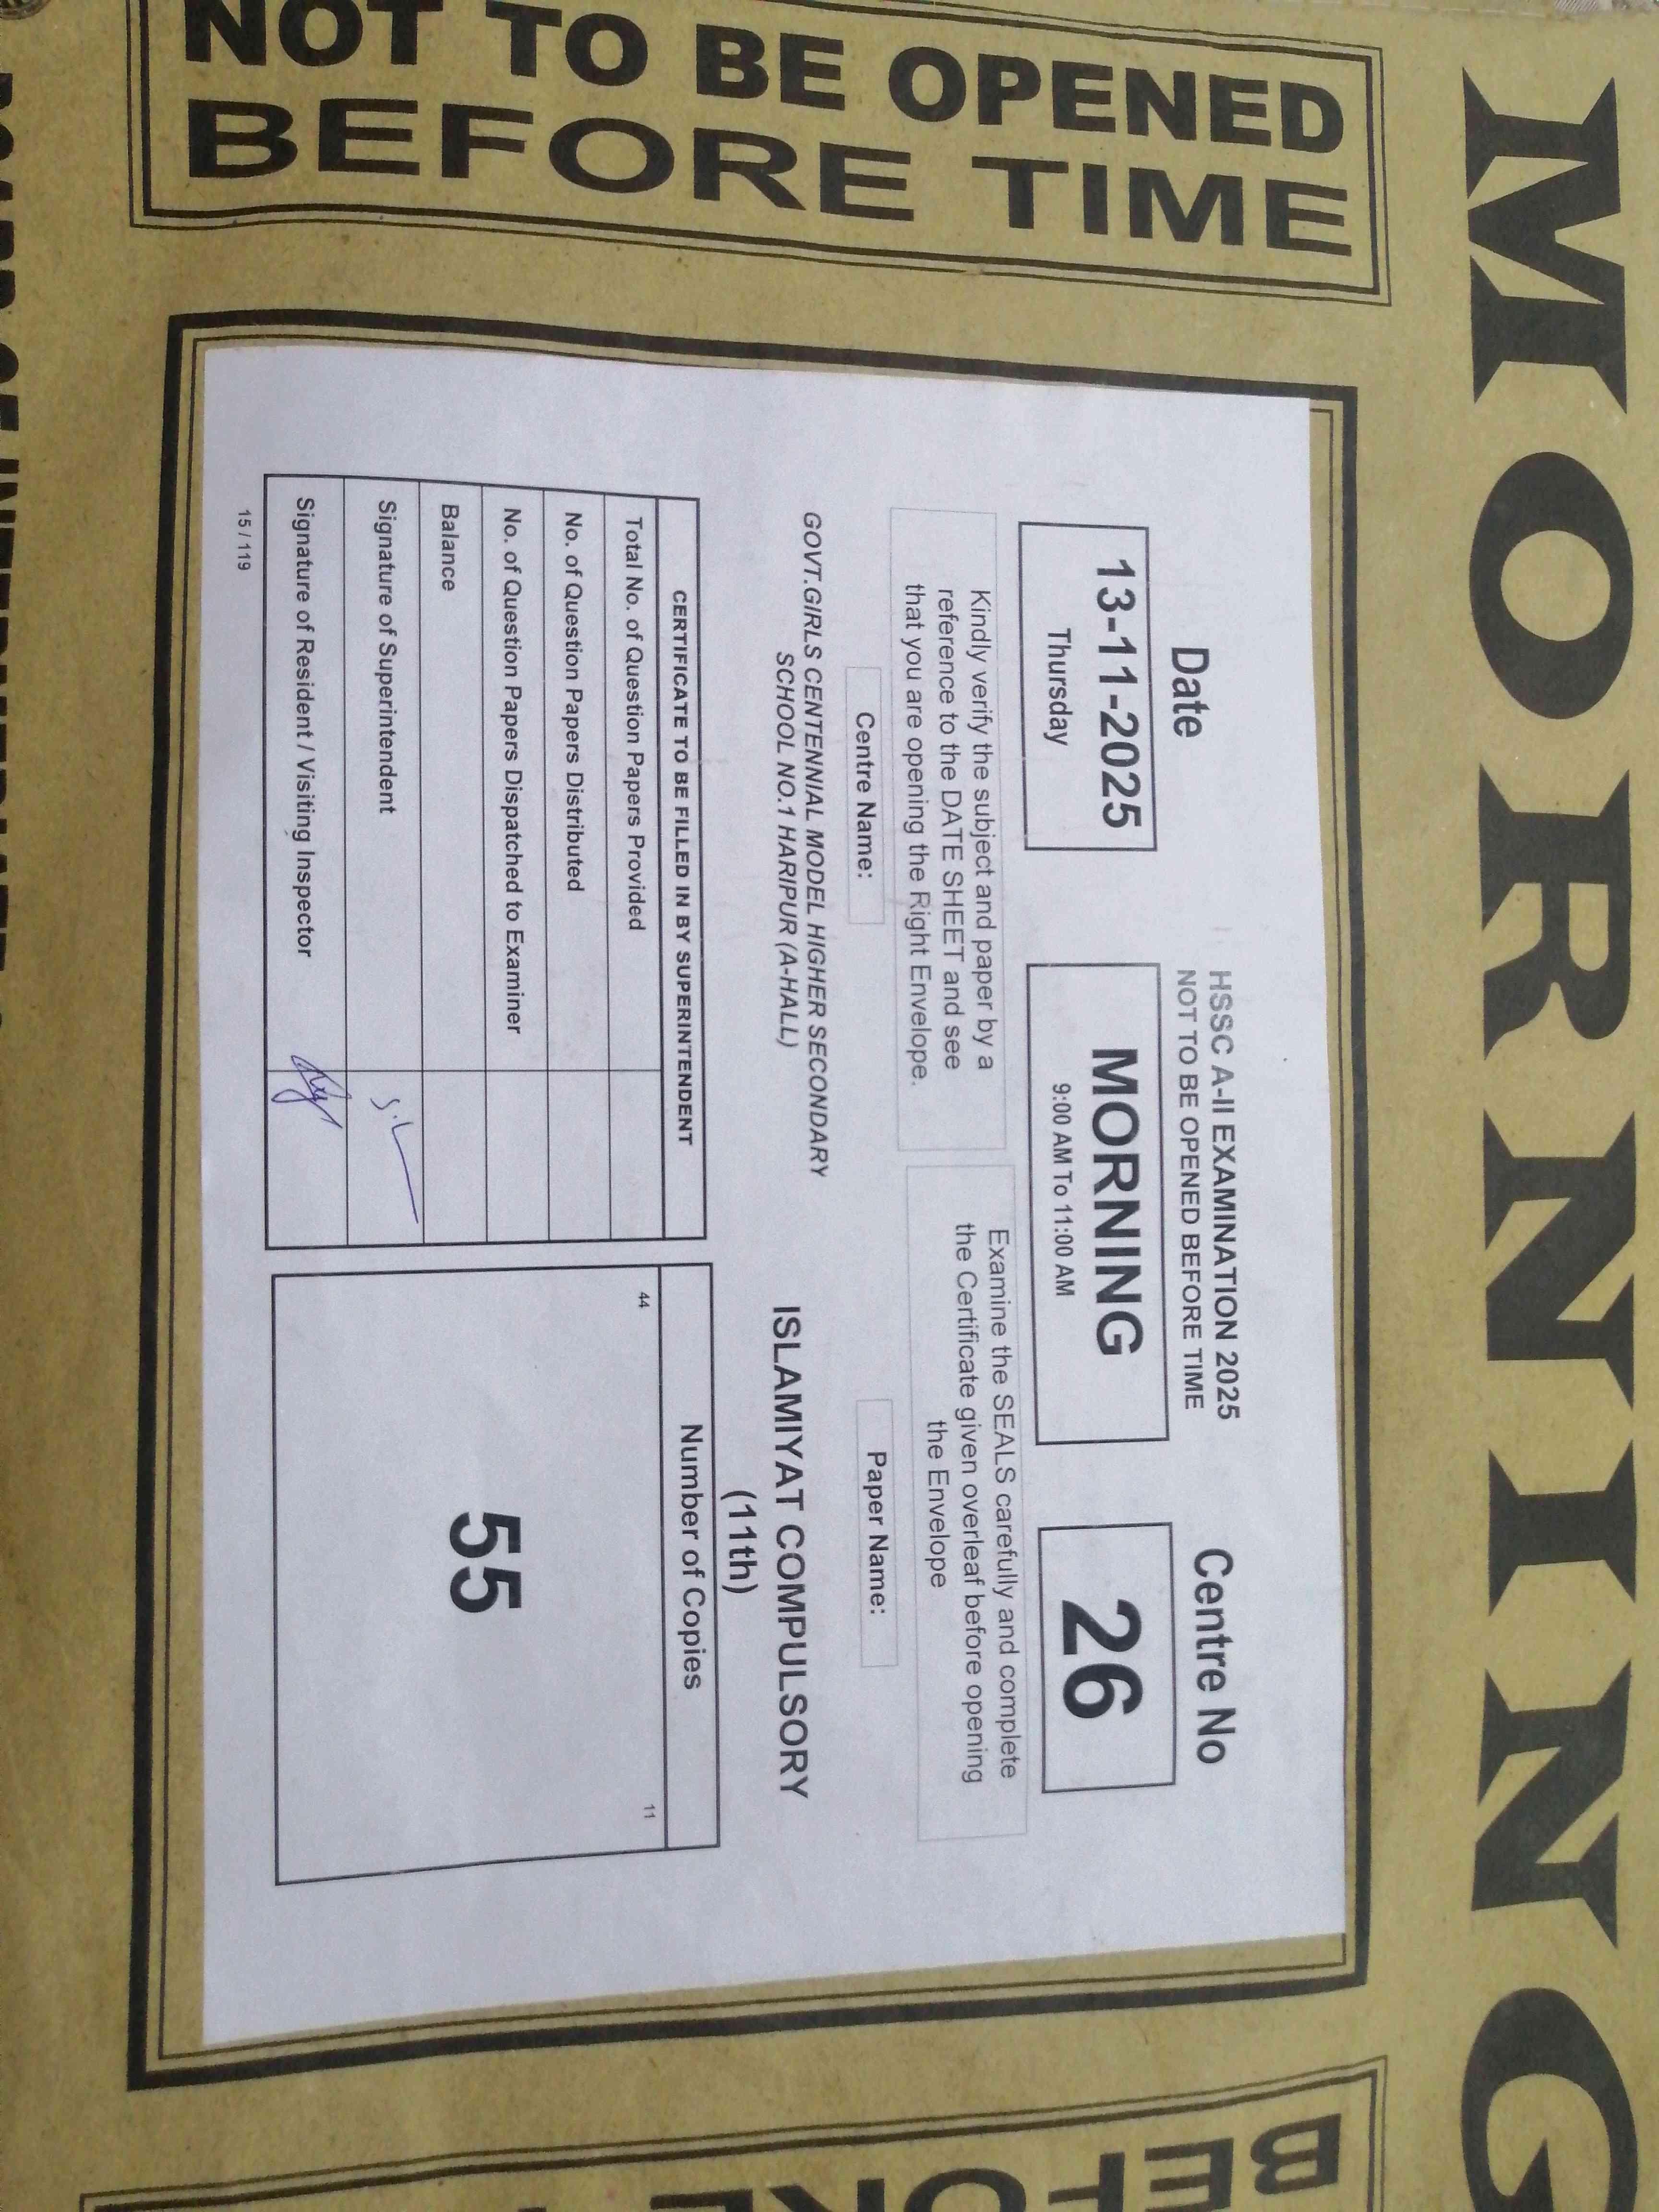 MORNING
NOT TO BE OPENED
BEFORE TIME
HSSC A-II EXAMINATION 2025
NOT TO BE OPENED BEFORE TIME
Date
Centre No
13-11-2025
Thursday
MORNING
9:00 AM To 11:00 AM
26
Kindly verify the subject and paper by a
reference to the DATE SHEET and see
that you are opening the Right Envelope.
Examine the SEALS carefully and complete
the Certificate given overleaf before opening
the Envelope
Centre Name:
Paper Name:
GOVT.GIRLS CENTENNIAL MODEL HIGHER SECONDARY
SCHOOL NO.1 HARIPUR (A-HALL)
ISLAMIYAT COMPULSORY
(11th)
CERTIFICATE TO BE FILLED IN BY SUPERINTENDENT
Total No. of Question Papers Provided
No. of Question Papers Distributed
No. of Question Papers Dispatched to Examiner
Balance
Signature of Superintendent
Signature of Resident / Visiting Inspector
Number of Copies
44
11
55
15 / 119